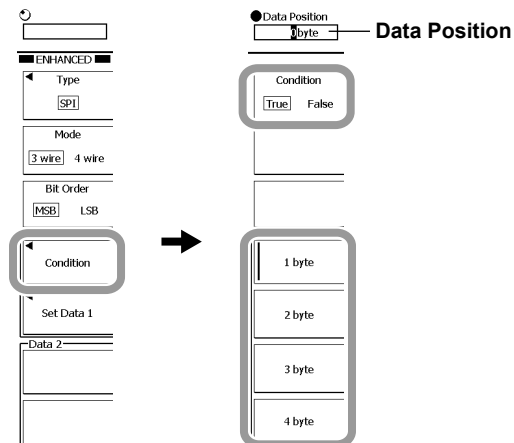 ENHANCED
Type
SPI
Mode
3 wire 4 wire
Bit Order
MSB LSB
Condition
Set Data 1
Data 2
Data Position
0byte
Data Position
Condition
True False
1 byte
2 byte
3 byte
4 byte